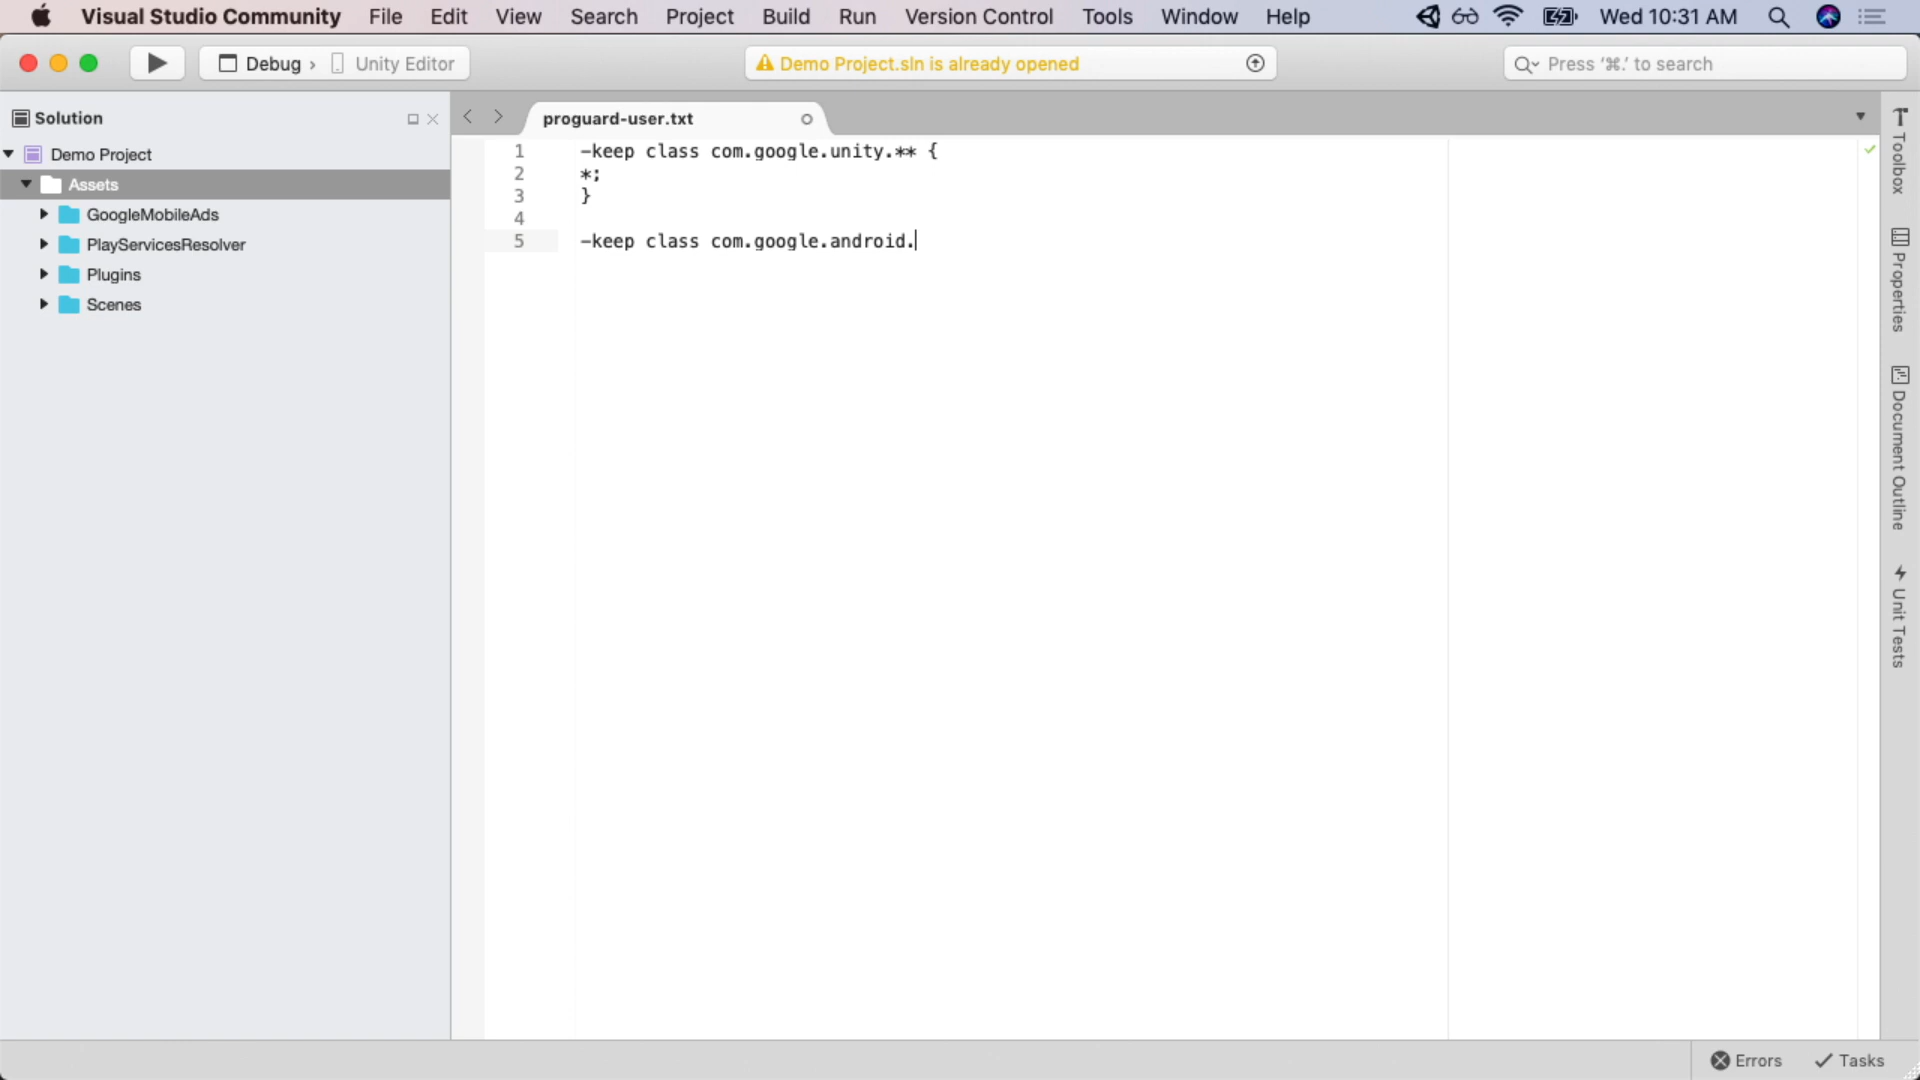 Visual Studio Community File Edit View Search Project Build Run Version Control Tools Window Help Wed 10:31 AM
Debug › Unity Editor
Demo Project.sln is already opened
Press ‘⌘.’ to search
Solution
proguard-user.txt
Demo Project
Assets
GoogleMobileAds
PlayServicesResolver
Plugins
Scenes
1 -keep class com.google.unity.** {
2 *;
3 }
4
5 -keep class com.google.android.
Toolbox
Properties
Document Outline
Unit Tests
Errors Tasks